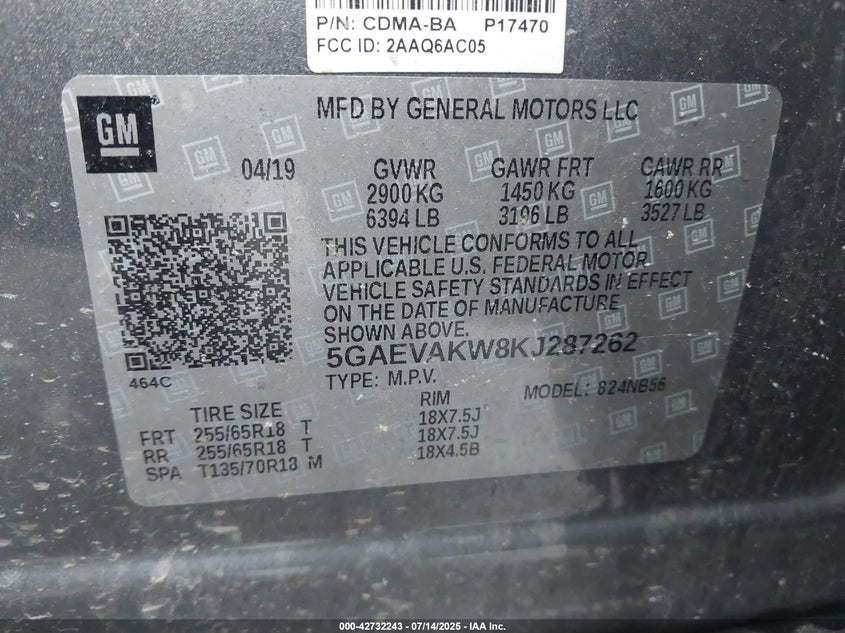 P/N: CDMA-BA P17470
FCC ID: 2AAQ6AC05
GM
MFD BY GENERAL MOTORS LLC
04/19 GVWR GAWR FRT GAWR RR
2900 KG 1450 KG 1600 KG
6394 LB 3196 LB 3527 LB
THIS VEHICLE CONFORMS TO ALL
APPLICABLE U.S. FEDERAL MOTOR
VEHICLE SAFETY STANDARDS IN EFFECT
ON THE DATE OF MANUFACTURE
SHOWN ABOVE.
5GAEVAKW8KJ287262
464C
TYPE: M.P.V. MODEL: 824NB56
TIRE SIZE RIM
FRT 255/65R18 T 18X7.5J
RR 255/65R18 T 18X7.5J
SPA T135/70R18 M 18X4.5B
000-42732243 - 07/14/2025 - IAAI.COM